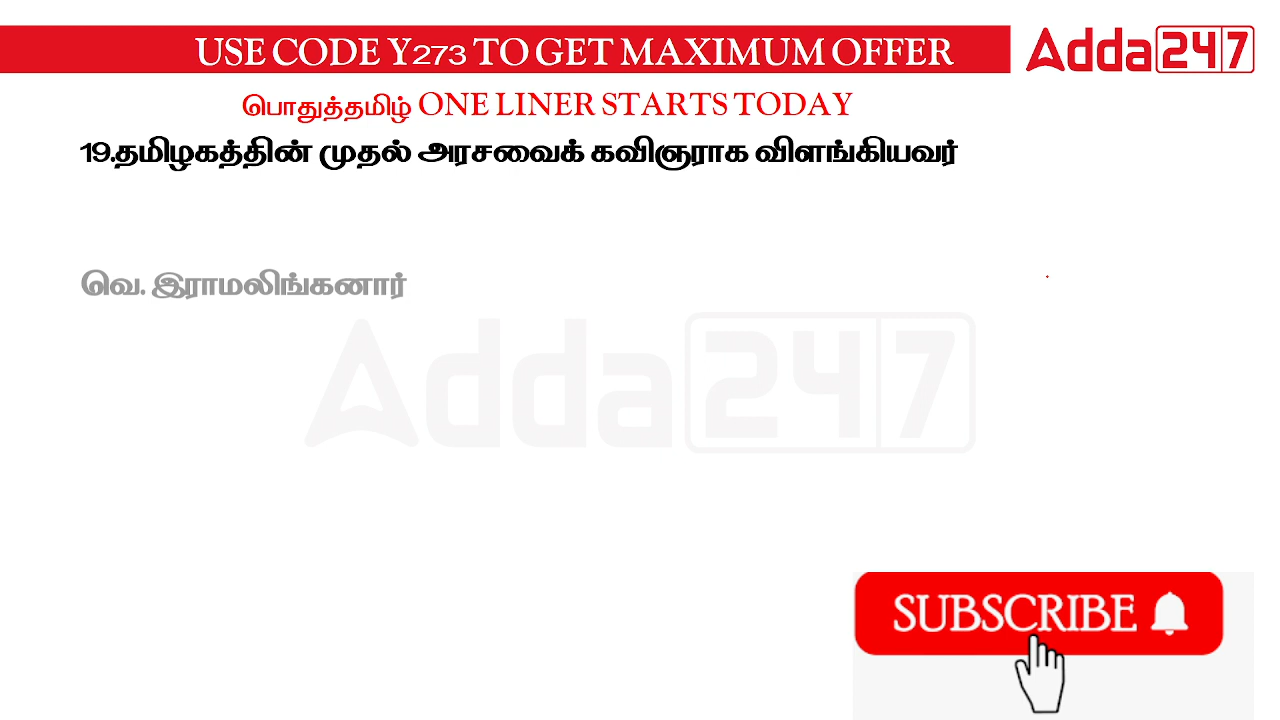 USE CODE Y273 TO GET MAXIMUM OFFER
Adda247
பொதுத்தமிழ் ONE LINER STARTS TODAY
19.தமிழகத்தின் முதல் அரசவைக் கவிஞராக விளங்கியவர்
வெ. இராமலிங்கனார்
Adda247
SUBSCRIBE